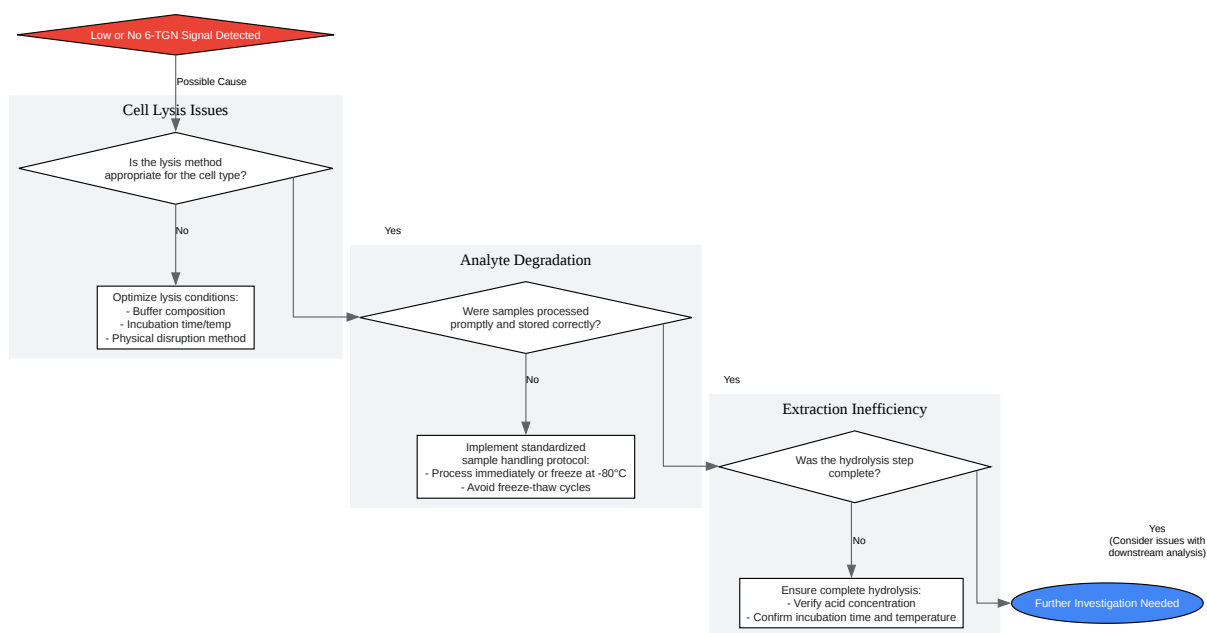 Low or No 6-TGN Signal Detected
Possible Cause
Cell Lysis Issues
Is the lysis method
appropriate for the cell type?
No
Optimize lysis conditions:
- Buffer composition
- Incubation time/temp
- Physical disruption method
Yes
Analyte Degradation
Were samples processed
promptly and stored correctly?
No
Implement standardized
sample handling protocol:
- Process immediately or freeze at -80°C
- Avoid freeze-thaw cycles
Yes
Extraction Inefficiency
Was the hydrolysis step
complete?
No
Ensure complete hydrolysis:
- Verify acid concentration
- Confirm incubation time and temperature
Yes
(Consider issues with
downstream analysis)
Further Investigation Needed